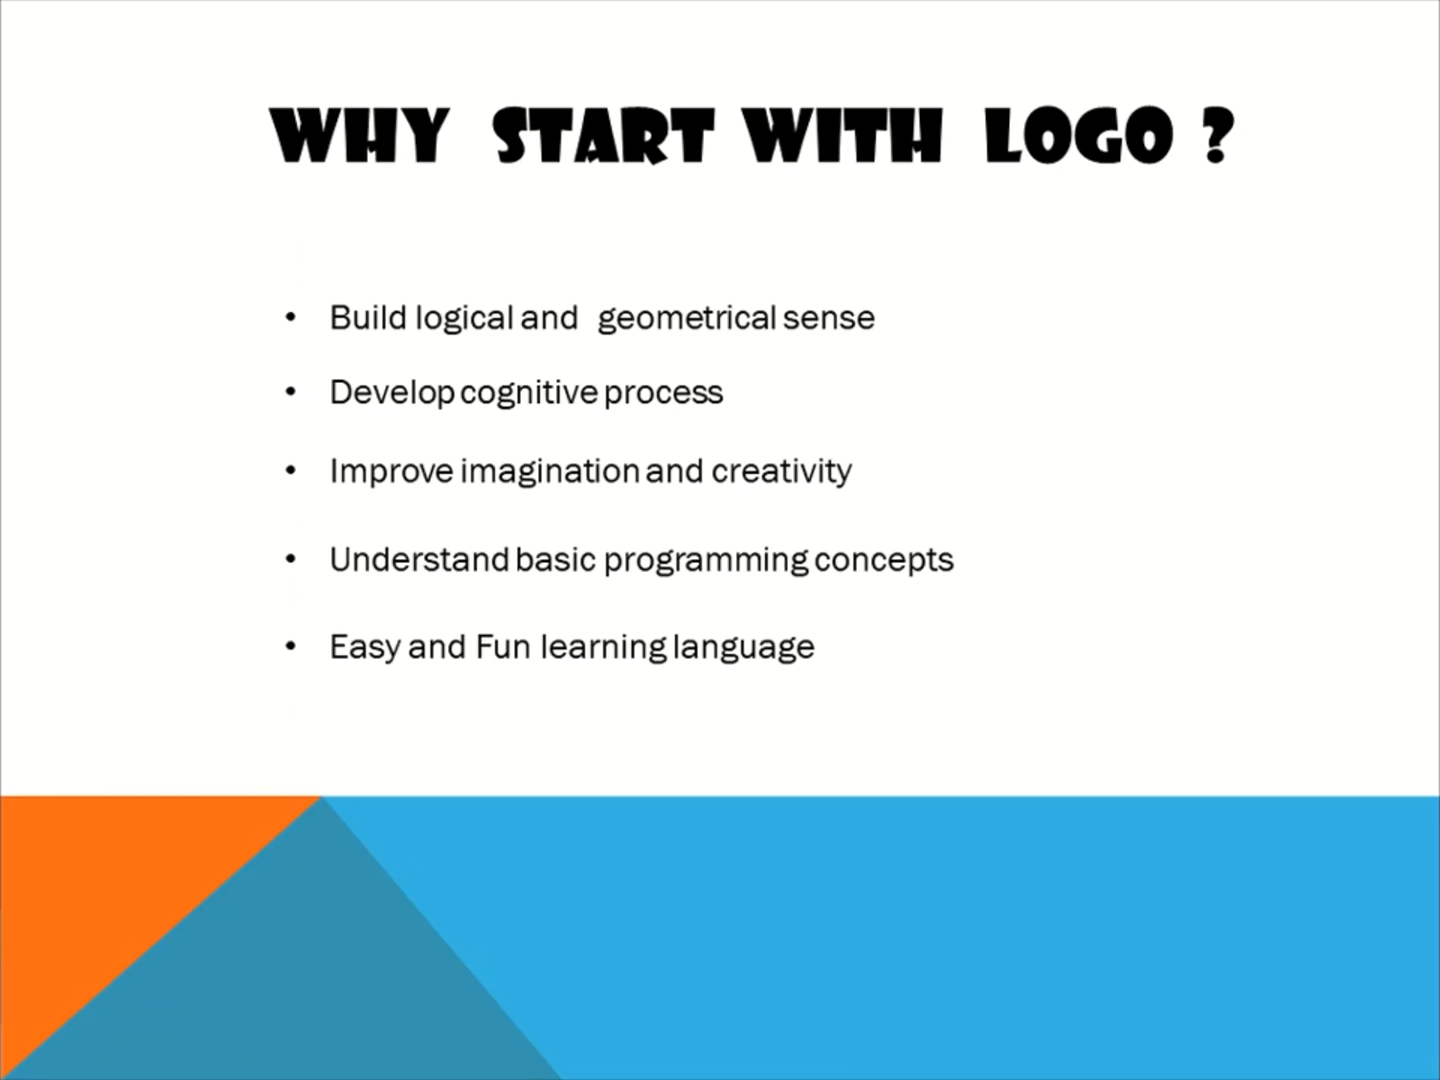 WHY START WITH LOGO ?
• Build logical and geometrical sense
• Develop cognitive process
• Improve imagination and creativity
• Understand basic programming concepts
• Easy and Fun learning language